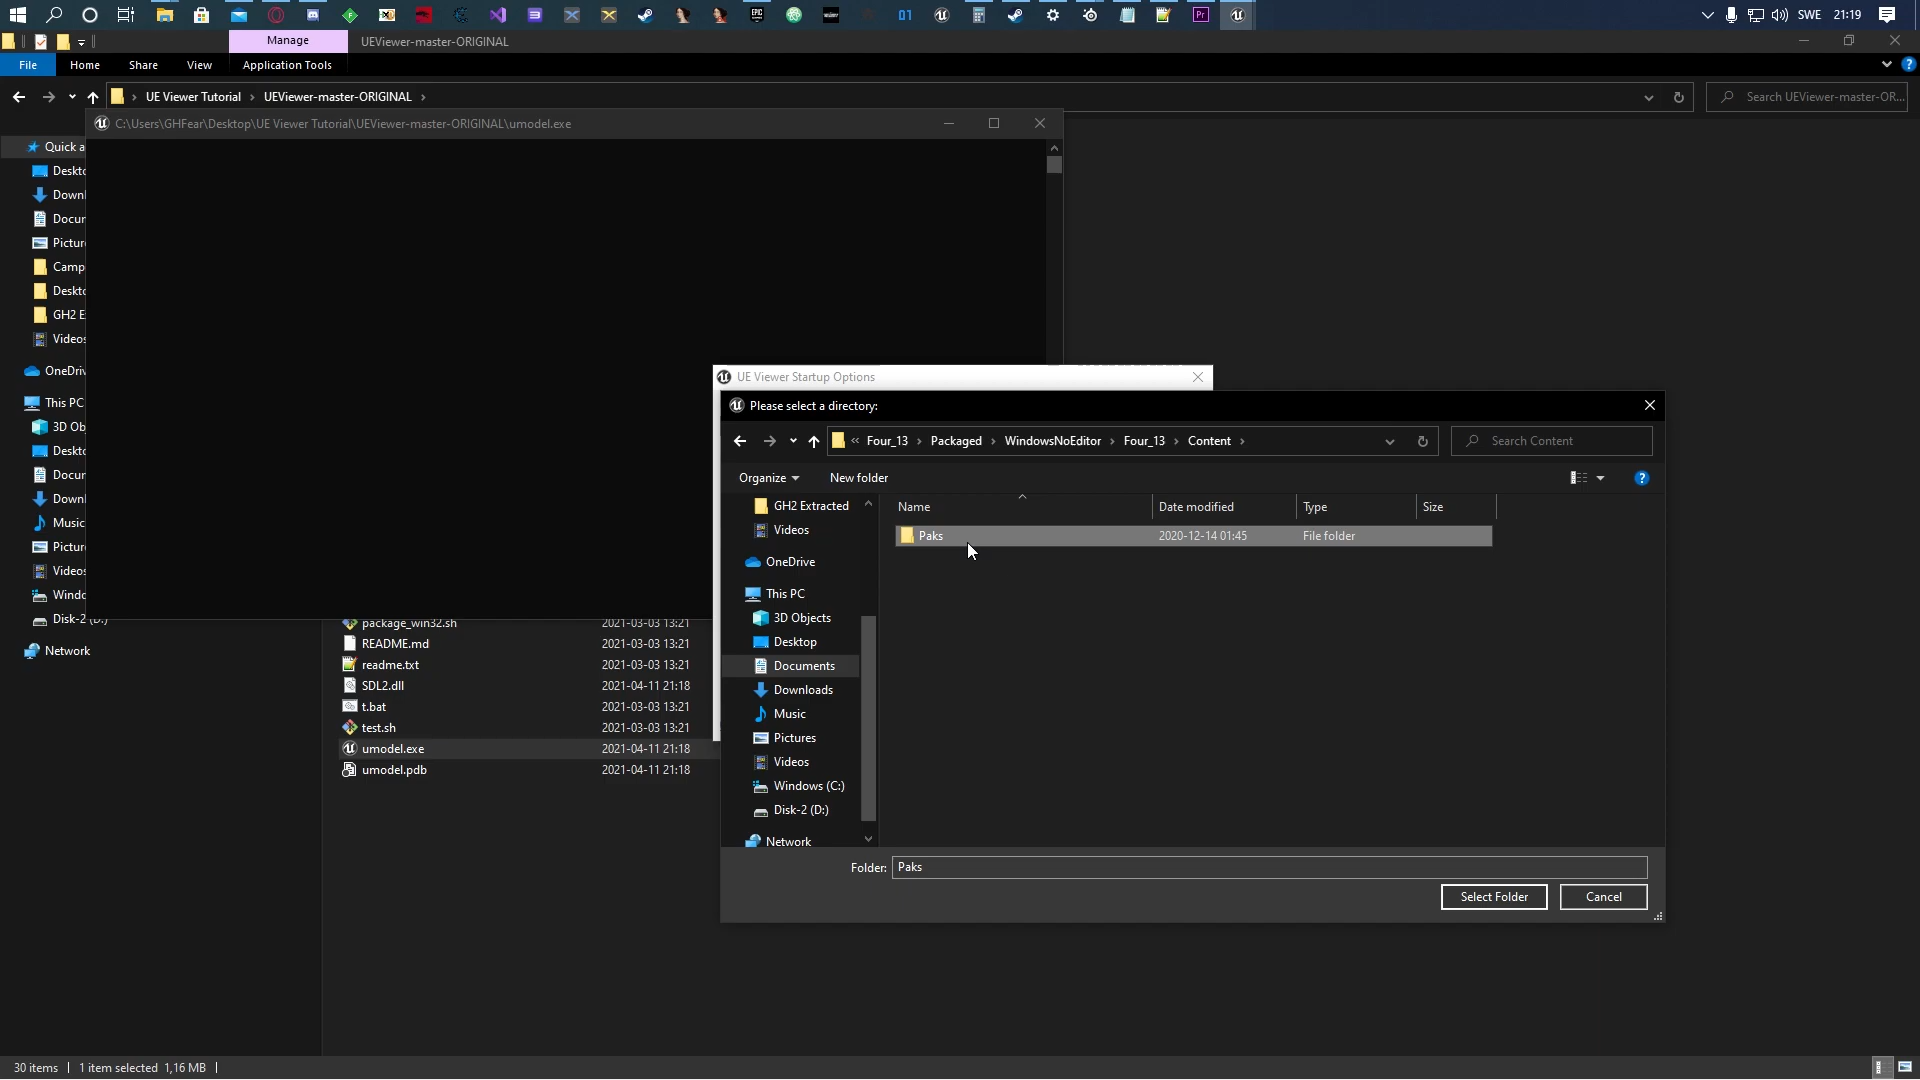 SWE 21:19
Manage UEViewer-master-ORIGINAL
File Home Share View Application Tools
UE Viewer Tutorial UEViewer-master-ORIGINAL
Search UEViewer-master-OR...
C:\Users\GHFear\Desktop\UE Viewer Tutorial\UEViewer-master-ORIGINAL\umodel.exe
Quick a
Deskto
Downl
Docur
Picture
Camp
Deskto
GH2 E
Videos
OneDriv
This PC
3D Ob
Deskto
Docur
Downl
Music
Picture
Videos
Windo
Disk-2 (D:)
Network
package_win32.sh 2021-03-03 13:21
README.md 2021-03-03 13:21
readme.txt 2021-03-03 13:21
SDL2.dll 2021-04-11 21:18
t.bat 2021-03-03 13:21
test.sh 2021-03-03 13:21
umodel.exe 2021-04-11 21:18
umodel.pdb 2021-04-11 21:18
UE Viewer Startup Options
Please select a directory:
« Four_13 Packaged WindowsNoEditor Four_13 Content
Search Content
Organize New folder
GH2 Extracted
Videos
OneDrive
This PC
3D Objects
Desktop
Documents
Downloads
Music
Pictures
Videos
Windows (C:)
Disk-2 (D:)
Network
Name Date modified Type Size
Paks 2020-12-14 01:45 File folder
Folder: Paks
Select Folder Cancel
30 items 1 item selected 1,16 MB